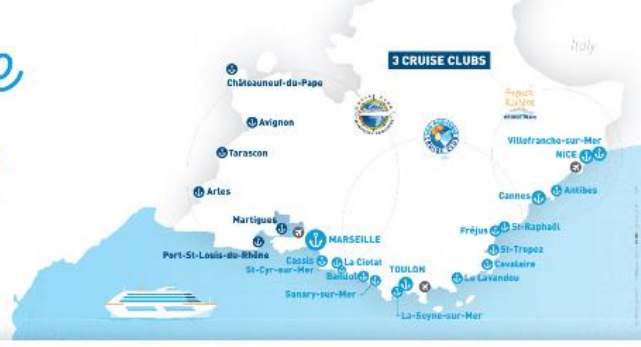 Italy
3 CRUISE CLUBS
Châteauneuf-du-Pape
French
Riviera
Avignon
Villefranche-sur-Mer
NICE
Tarascon
Arles
Antibes
Cannes
Martigues
St-Raphaël
Fréjus
MARSEILLE
Port-St-Louis-du-Rhône
St-Tropez
Cassis
La Ciotat
Cavalaire
St-Cyr-sur-Mer
TOULON
Bandol
Le Lavandou
Sanary-sur-Mer
La-Seyne-sur-Mer